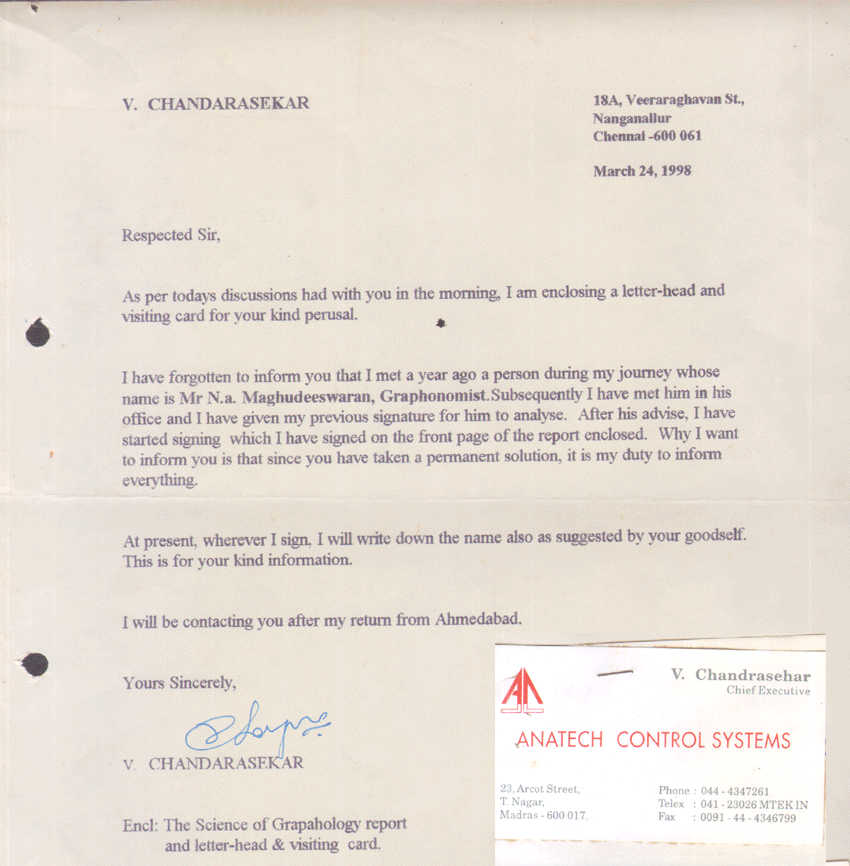 V. CHANDARASEKAR
18A, Veeraraghavan St.,
Nanganallur
Chennai -600 061
March 24, 1998
Respected Sir,
As per todays discussions had with you in the morning, I am enclosing a letter-head and
visiting card for your kind perusal.
I have forgotten to inform you that I met a year ago a person during my journey whose
name is Mr N.a. Maghudeeswaran, Graphonomist.Subsequently I have met him in his
office and I have given my previous signature for him to analyse. After his advise, I have
started signing which I have signed on the front page of the report enclosed. Why I want
to inform you is that since you have taken a permanent solution, it is my duty to inform
everything.
At present, wherever I sign, I will write down the name also as suggested by your goodself.
This is for your kind information.
I will be contacting you after my return from Ahmedabad.
Yours Sincerely,
V. CHANDARASEKAR
Encl: The Science of Grapahology report
and letter-head & visiting card.
V. Chandrasehar
Chief Executive
ANATECH CONTROL SYSTEMS
23, Arcot Street,
T. Nagar,
Madras - 600 017.
Phone : 044 - 4347261
Telex : 041 - 23026 MTEK IN
Fax : 0091 - 44 - 4346799